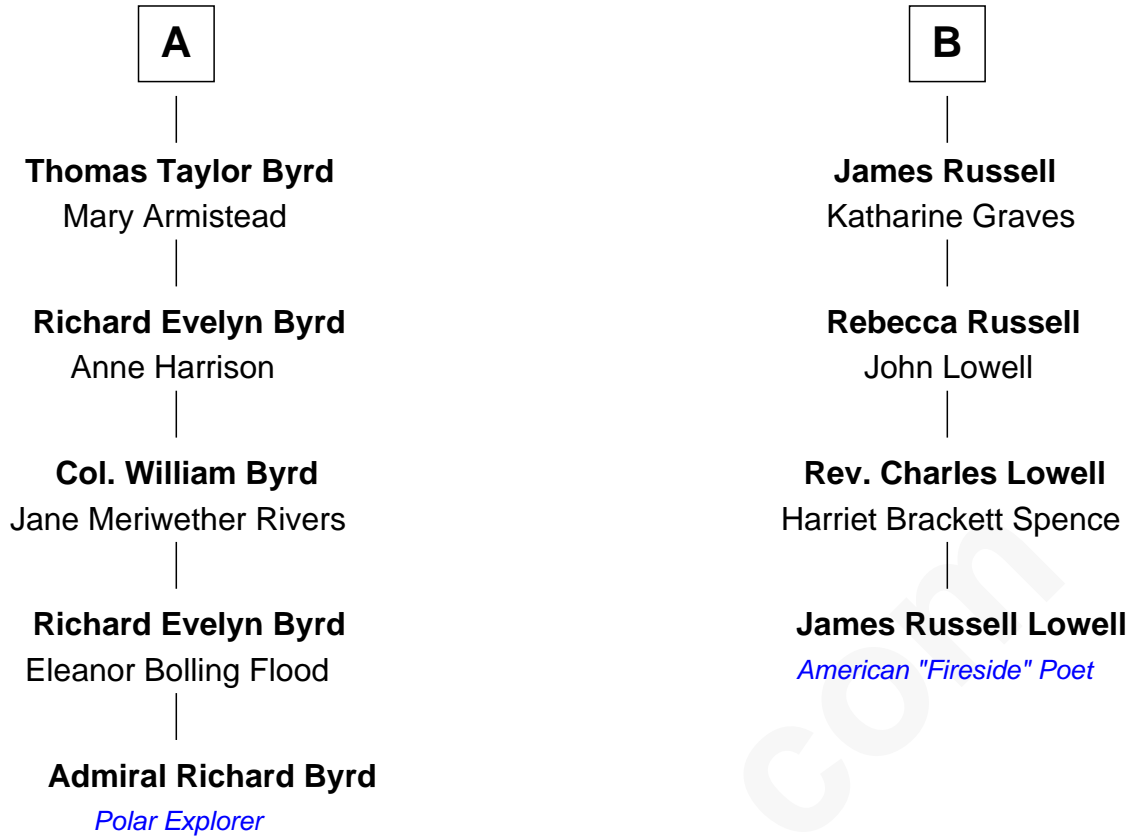 A
Thomas Taylor Byrd
Mary Armistead
Richard Evelyn Byrd
Anne Harrison
Col. William Byrd
Jane Meriwether Rivers
Richard Evelyn Byrd
Eleanor Bolling Flood
Admiral Richard Byrd
Polar Explorer
B
James Russell
Katharine Graves
Rebecca Russell
John Lowell
Rev. Charles Lowell
Harriet Brackett Spence
James Russell Lowell
American "Fireside" Poet
com